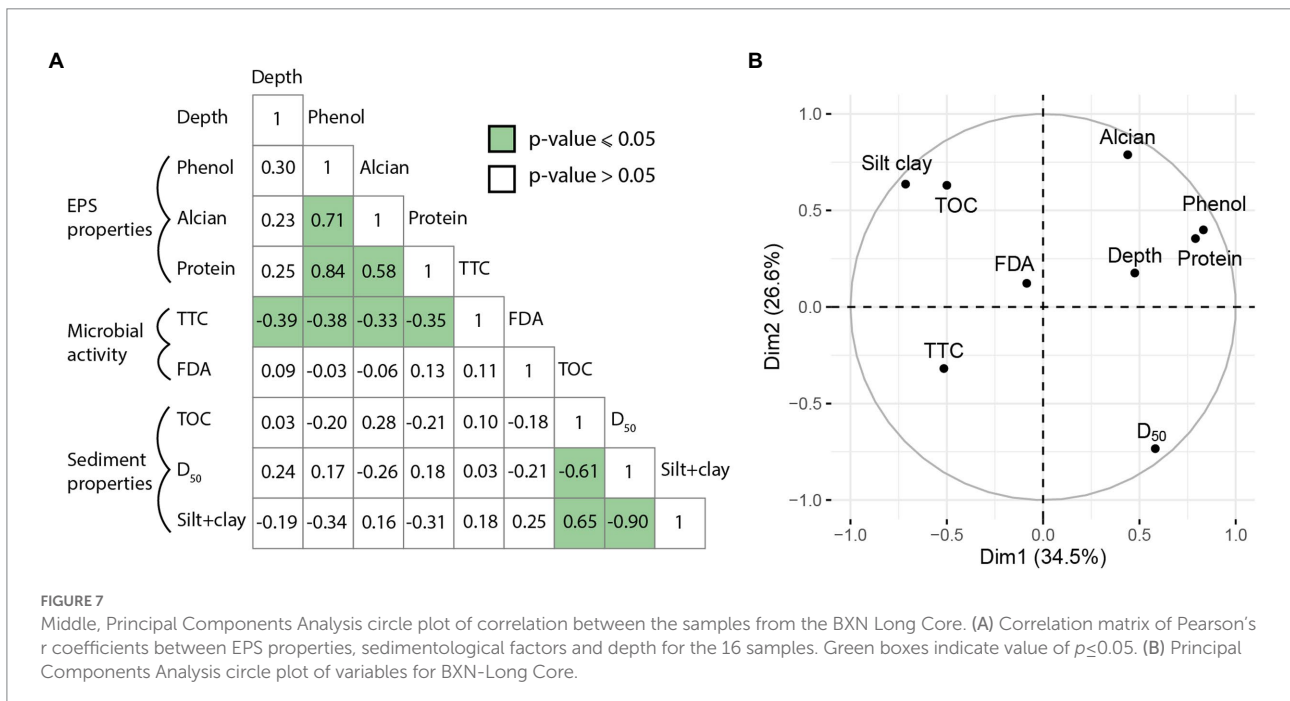 A
Depth
Depth 1 Phenol
Phenol 0.30 1 Alcian
Alcian 0.23 0.71 1 Protein
Protein 0.25 0.84 0.58 1 TTC
TTC -0.39 -0.38 -0.33 -0.35 1 FDA
FDA 0.09 -0.03 -0.06 0.13 0.11 1 TOC
TOC 0.03 -0.20 0.28 -0.21 0.10 -0.18 1 D50
D50 0.24 0.17 -0.26 0.18 0.03 -0.21 -0.61 1 Silt+clay
Silt+clay -0.19 -0.34 0.16 -0.31 0.18 0.25 0.65 -0.90 1
EPS
properties
Microbial
activity
Sediment
properties
p-value ⩽ 0.05
p-value > 0.05
B
1.0
0.5
0.0
−0.5
−1.0
Dim2 (26.6%)
Alcian
Silt clay
TOC
Phenol
Protein
Depth
FDA
TTC
D50
−1.0 −0.5 0.0 0.5 1.0
Dim1 (34.5%)
FIGURE 7
Middle, Principal Components Analysis circle plot of correlation between the samples from the BXN Long Core. (A) Correlation matrix of Pearson's
r coefficients between EPS properties, sedimentological factors and depth for the 16 samples. Green boxes indicate value of p≤0.05. (B) Principal
Components Analysis circle plot of variables for BXN-Long Core.